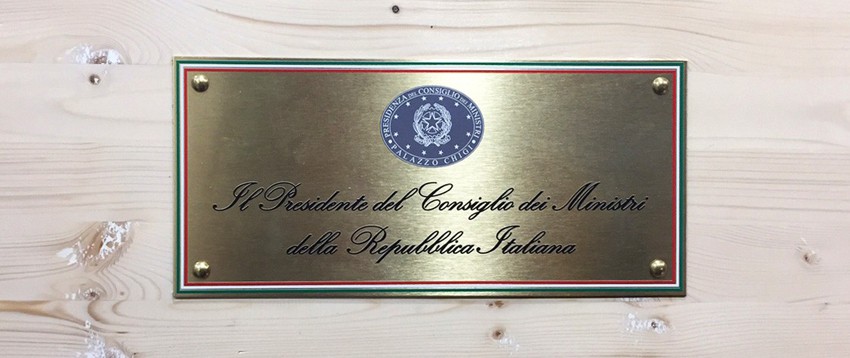 PRESIDENZA DEL CONSIGLIO DEI MINISTRI
PALAZZO CHIGI
Il Presidente del Consiglio dei Ministri
della Repubblica Italiana